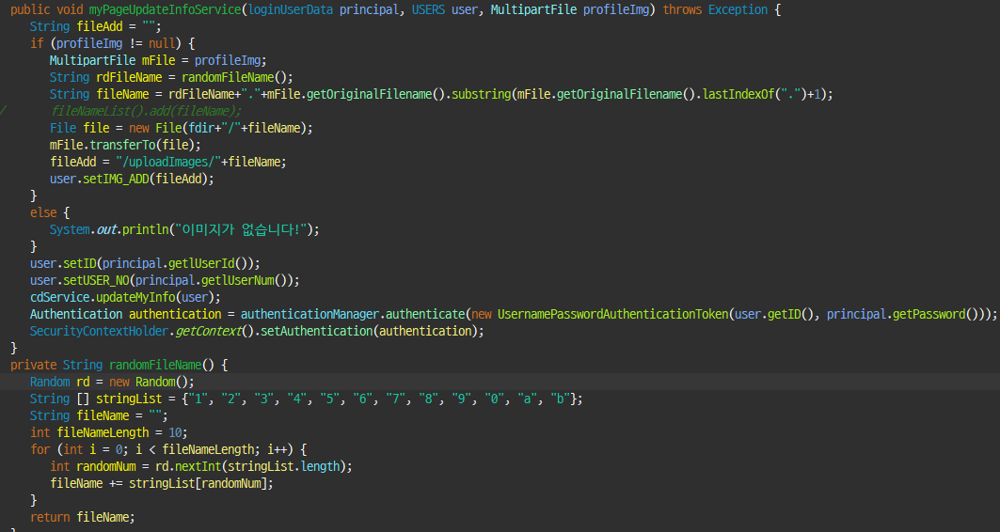 public void myPageUpdateInfoService(loginUserData principal, USERS user, MultipartFile profileImg) throws Exception {
String fileAdd = "";
if (profileImg != null) {
MultipartFile mFile = profileImg;
String rdFileName = randomFileName();
String fileName = rdFileName+"."+mFile.getOriginalFilename().substring(mFile.getOriginalFilename().lastIndexOf(".")+1);
/ fileNameList().add(fileName);
File file = new File(fdir+"/"+fileName);
mFile.transferTo(file);
fileAdd = "/uploadImages/"+fileName;
user.setIMG_ADD(fileAdd);
}
else {
System.out.println("이미지가 없습니다!");
}
user.setID(principal.getlUserId());
user.setUSER_NO(principal.getlUserNum());
cdService.updateMyInfo(user);
Authentication authentication = authenticationManager.authenticate(new UsernamePasswordAuthenticationToken(user.getID(), principal.getPassword()));
SecurityContextHolder.getContext().setAuthentication(authentication);
}
private String randomFileName() {
Random rd = new Random();
String [] stringList = {"1", "2", "3", "4", "5", "6", "7", "8", "9", "0", "a", "b"};
String fileName = "";
int fileNameLength = 10;
for (int i = 0; i < fileNameLength; i++) {
int randomNum = rd.nextInt(stringList.length);
fileName += stringList[randomNum];
}
return fileName;
}